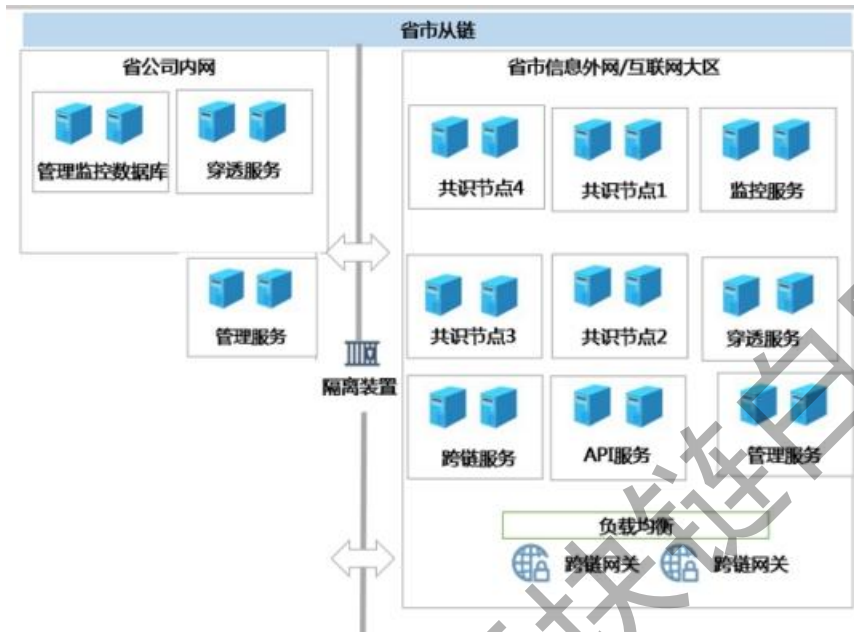 省市从链
省公司内网
管理监控数据库
穿透服务
管理服务
隔离装置
省市信息外网/互联网大区
共识节点4
共识节点1
监控服务
共识节点3
共识节点2
穿透服务
跨链服务
API服务
管理服务
负载均衡
跨链网关
跨链网关
块链白